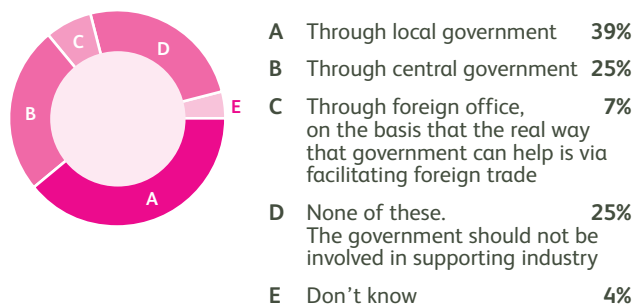 C
D
B
E
A
A Through local government 39%
B Through central government 25%
C Through foreign office, 7%
on the basis that the real way
that government can help is via
facilitating foreign trade
D None of these. 25%
The government should not be
involved in supporting industry
E Don’t know 4%